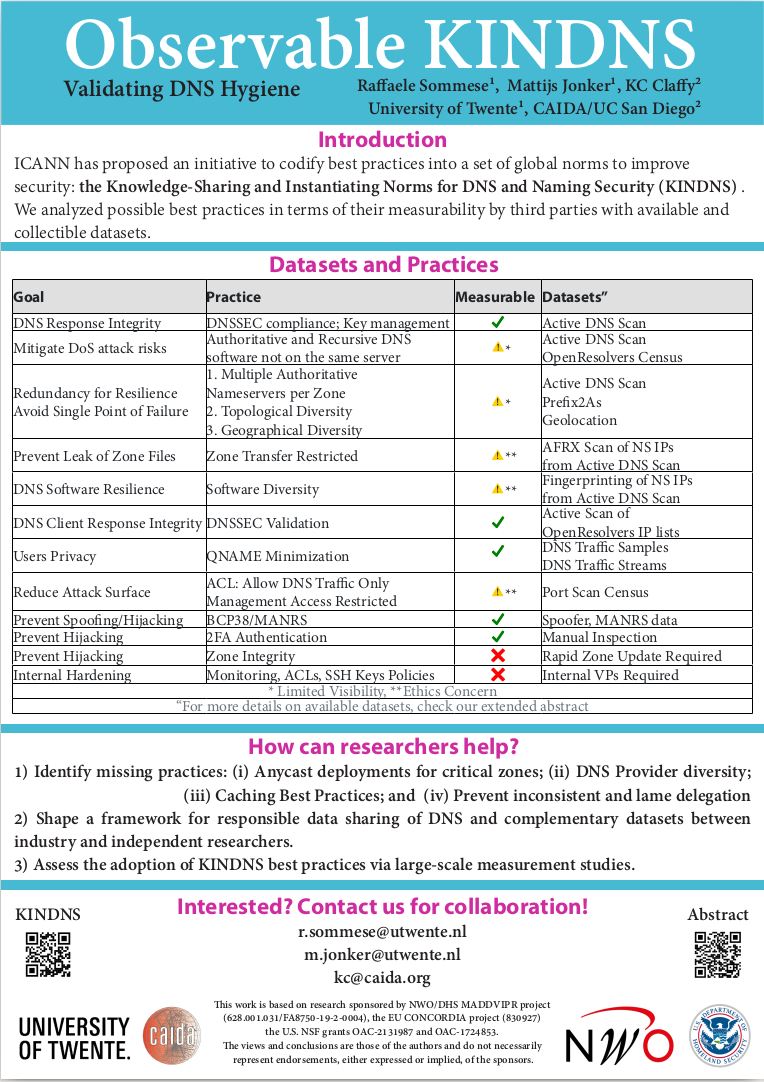 Observable KINDNS
Validating DNS Hygiene
Raffaele Sommese¹, Mattijs Jonker¹, KC Claffy²
University of Twente¹, CAIDA/UC San Diego²
Introduction
ICANN has proposed an initiative to codify best practices into a set of global norms to improve
security: the Knowledge-Sharing and Instantiating Norms for DNS and Naming Security (KINDNS) .
We analyzed possible best practices in terms of their measurability by third parties with available and
collectible datasets.
Datasets and Practices
Goal Practice Measurable Datasets”
DNS Response Integrity DNSSEC compliance; Key management ✔ Active DNS Scan
Mitigate DoS attack risks
Authoritative and Recursive DNS
software not on the same server
⚠ *
Active DNS Scan
OpenResolvers Census
Redundancy for Resilience
Avoid Single Point of Failure
1. Multiple Authoritative
Nameservers per Zone
2. Topological Diversity
3. Geographical Diversity
⚠ *
Active DNS Scan
Prefix2As
Geolocation
Prevent Leak of Zone Files
Zone Transfer Restricted
⚠ **
AFRX Scan of NS IPs
from Active DNS Scan
DNS Software Resilience
Software Diversity
⚠ **
Fingerprinting of NS IPs
from Active DNS Scan
DNS Client Response Integrity
DNSSEC Validation
✔
Active Scan of
OpenResolvers IP lists
Users Privacy
QNAME Minimization
✔
DNS Traffic Samples
DNS Traffic Streams
Reduce Attack Surface
ACL: Allow DNS Traffic Only
Management Access Restricted
⚠ **
Port Scan Census
Prevent Spoofing/Hijacking BCP38/MANRS ✔ Spoofer, MANRS data
Prevent Hijacking 2FA Authentication ✔ Manual Inspection
Prevent Hijacking Zone Integrity ❌ Rapid Zone Update Required
Internal Hardening Monitoring, ACLs, SSH Keys Policies ❌ Internal VPs Required
* Limited Visibility, **Ethics Concern
“For more details on available datasets, check our extended abstract
How can researchers help?
1) Identify missing practices: (i) Anycast deployments for critical zones; (ii) DNS Provider diversity;
(iii) Caching Best Practices; and (iv) Prevent inconsistent and lame delegation
2) Shape a framework for responsible data sharing of DNS and complementary datasets between
industry and independent researchers.
3) Assess the adoption of KINDNS best practices via large-scale measurement studies.
Interested? Contact us for collaboration!
KINDNS
Abstract
r.sommese@utwente.nl
m.jonker@utwente.nl
kc@caida.org
This work is based on research sponsored by NWO/DHS MADDVIPR project
(628.001.031/FA8750-19-2-0004), the EU CONCORDIA project (830927)
the U.S. NSF grants OAC-2131987 and OAC-1724853.
The views and conclusions are those of the authors and do not necessarily
represent endorsements, either expressed or implied, of the sponsors.
UNIVERSITY
OF TWENTE.
caida
NWO
U.S. DEPARTMENT OF
HOMELAND SECURITY